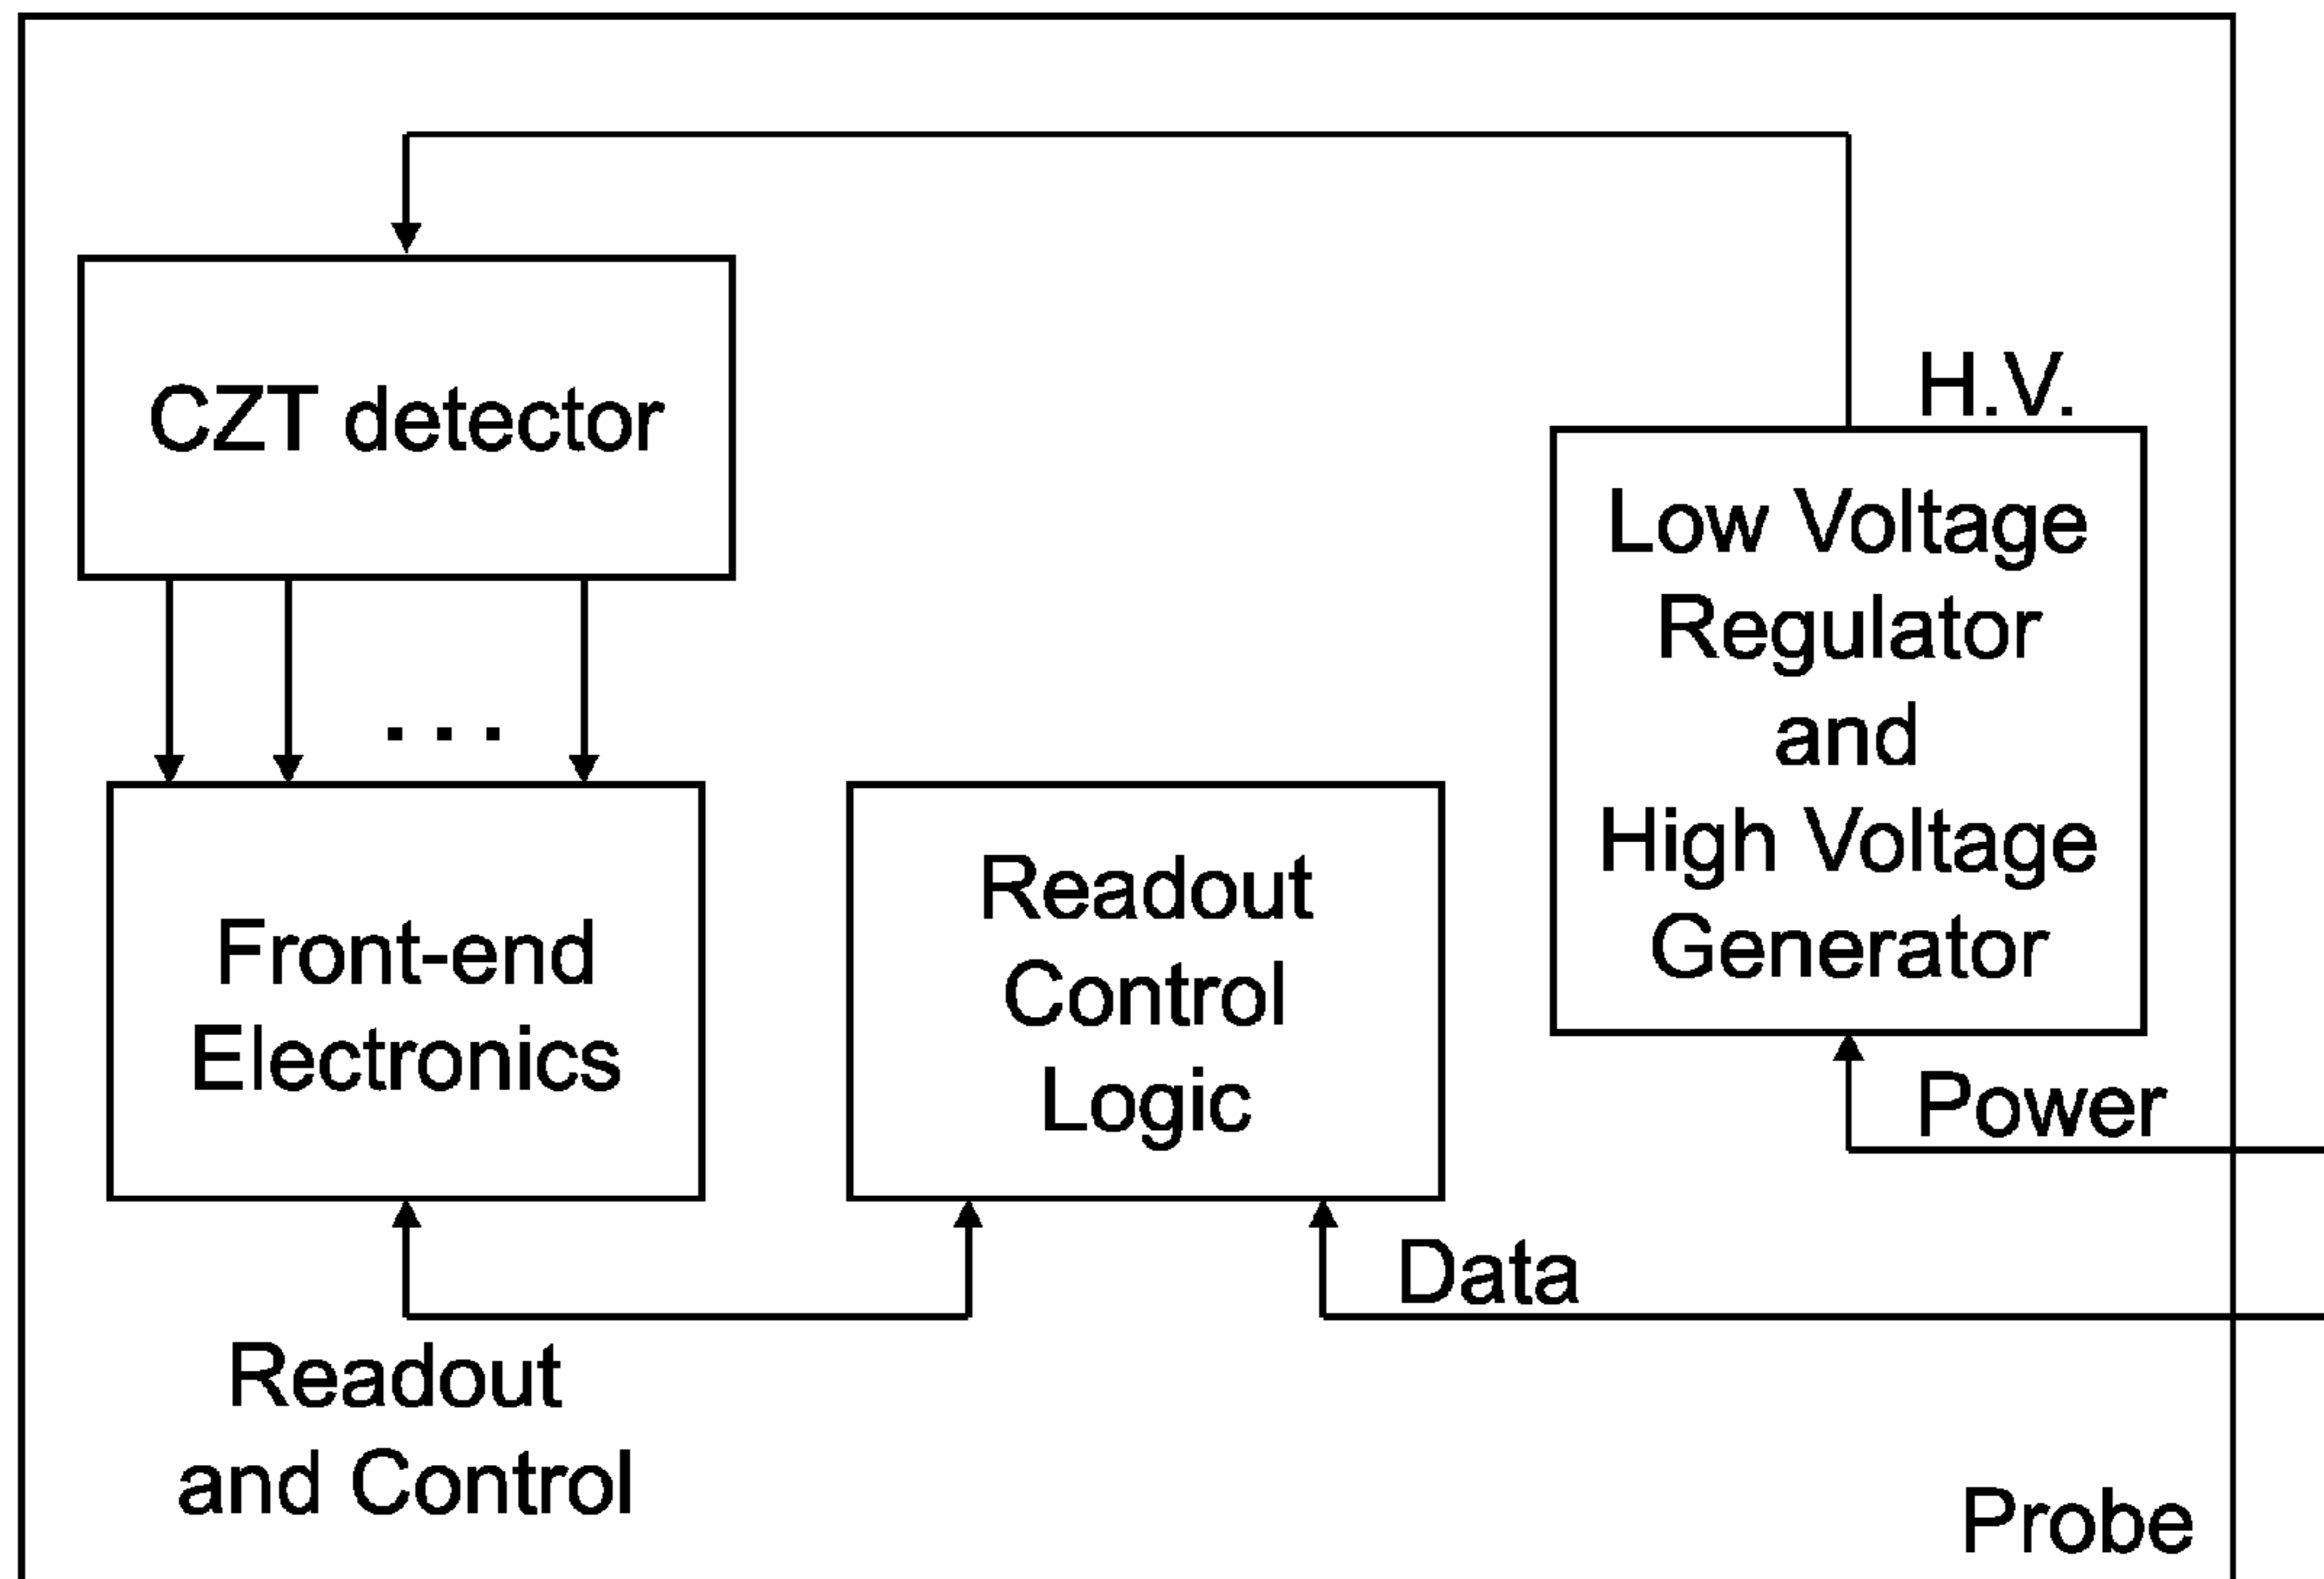 H.V.
CZT detector
Low Voltage
Regulator
and
High Voltage
Generator
. . .
Front-end
Electronics
Readout
Control
Logic
Power
Data
Readout
and Control
Probe